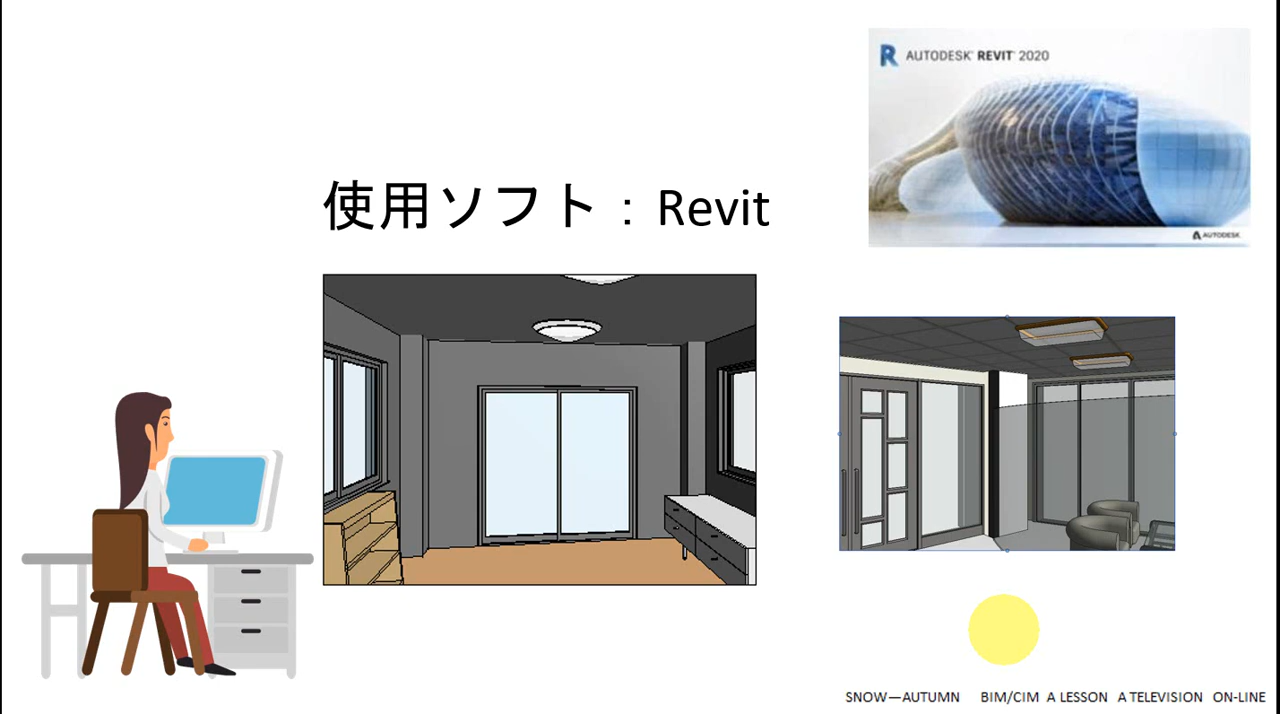 AUTODESK® REVIT® 2020
使用ソフト：Revit
AUTODESK.
SNOW—AUTUMN BIM/CIM A LESSON A TELEVISION ON-LINE